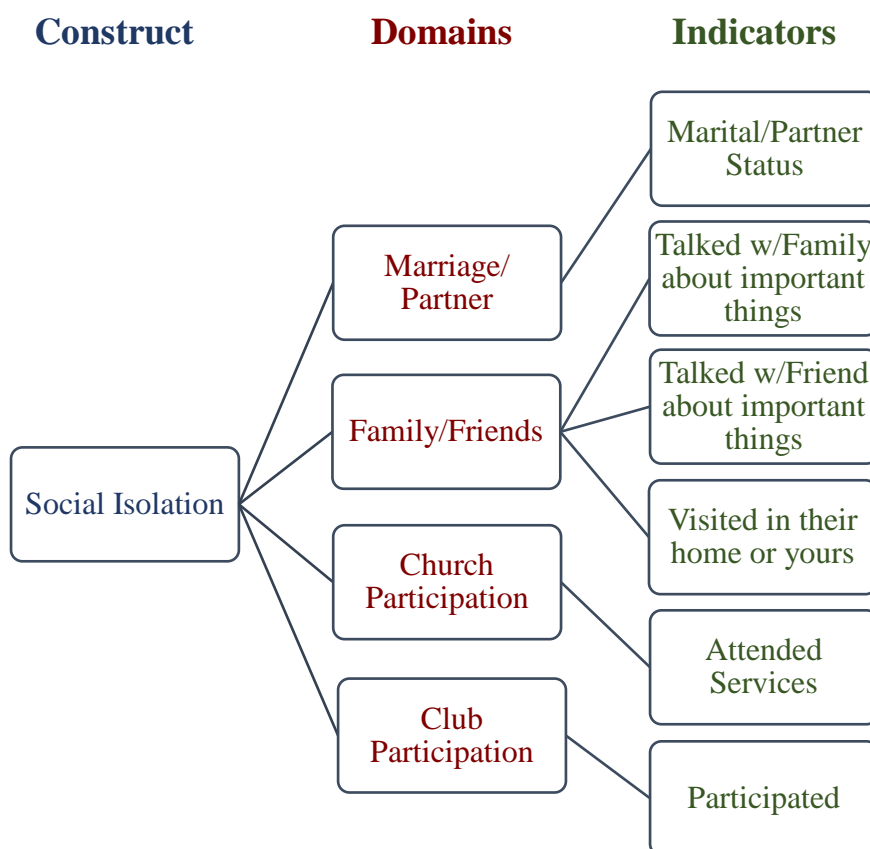 Construct
Domains
Indicators
Social Isolation
Marriage/
Partner
Family/Friends
Church
Participation
Club
Participation
Marital/Partner
Status
Talked w/Family
about important
things
Talked w/Friend
about important
things
Visited in their
home or yours
Attended
Services
Participated